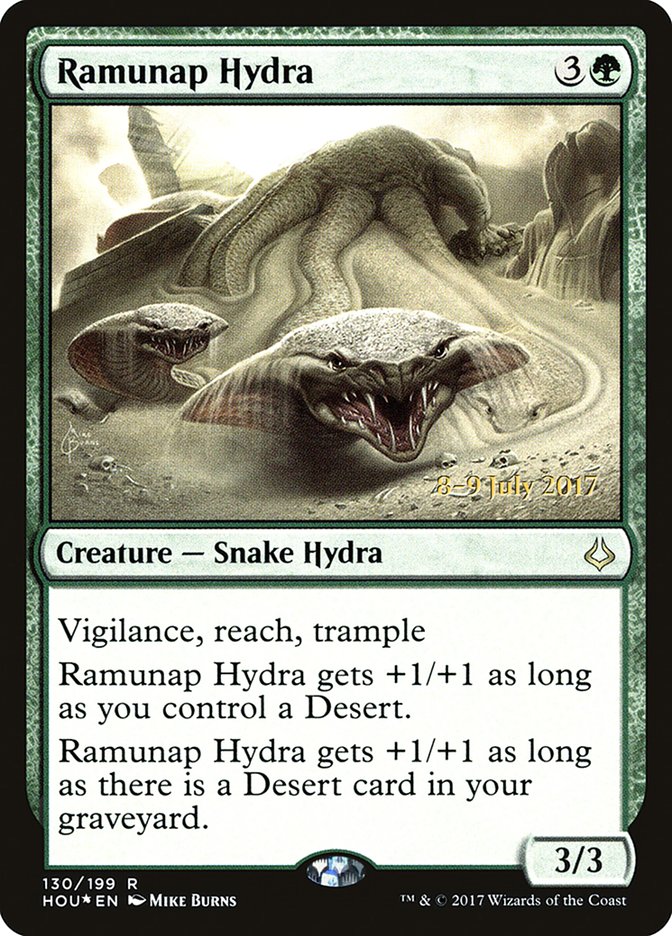 Ramunap Hydra 3
MIKE BURNS
8–9 July 2017
Creature — Snake Hydra
Vigilance, reach, trample
Ramunap Hydra gets +1/+1 as long
as you control a Desert.
Ramunap Hydra gets +1/+1 as long
as there is a Desert card in your
graveyard.
3/3
130/199 R
HOU★EN MIKE BURNS
™ & © 2017 Wizards of the Coast